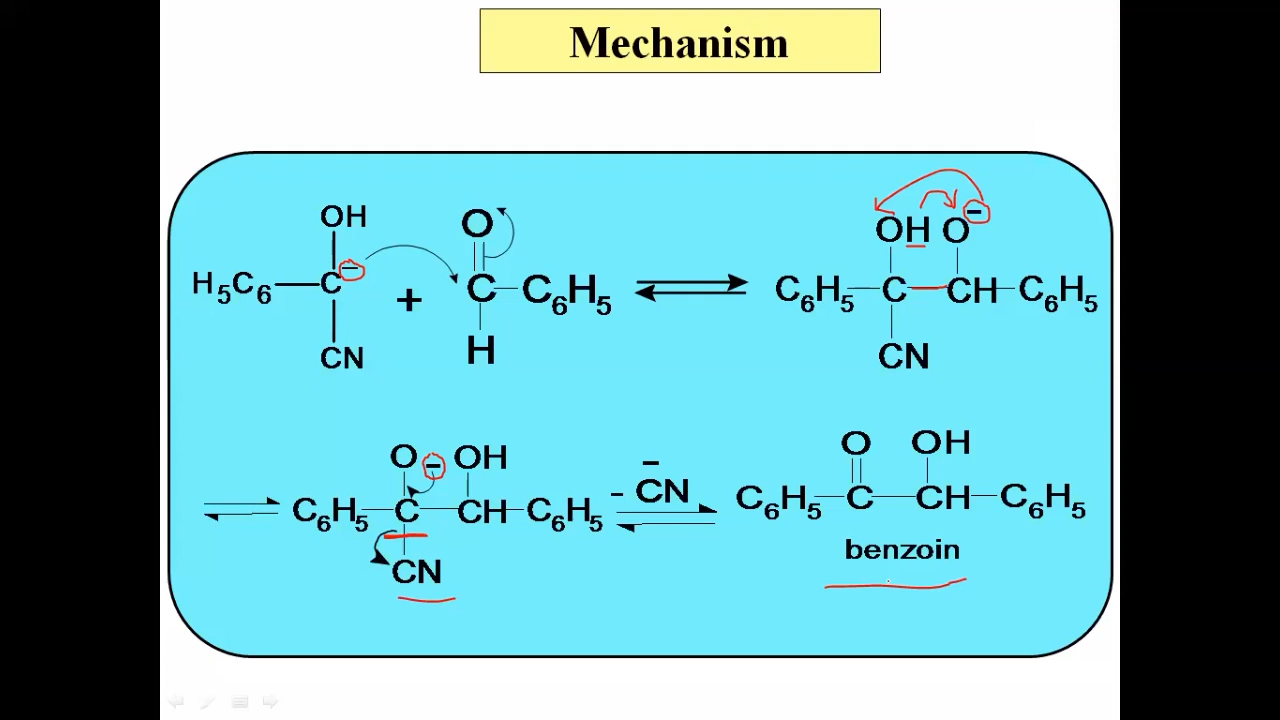 Mechanism
OH
H5C6 C −
CN
+
O
C C6H5
H
OH O −
C6H5 C CH C6H5
CN
O − OH
C6H5 C CH C6H5
CN
− CN −
O OH
C6H5 C CH C6H5
benzoin